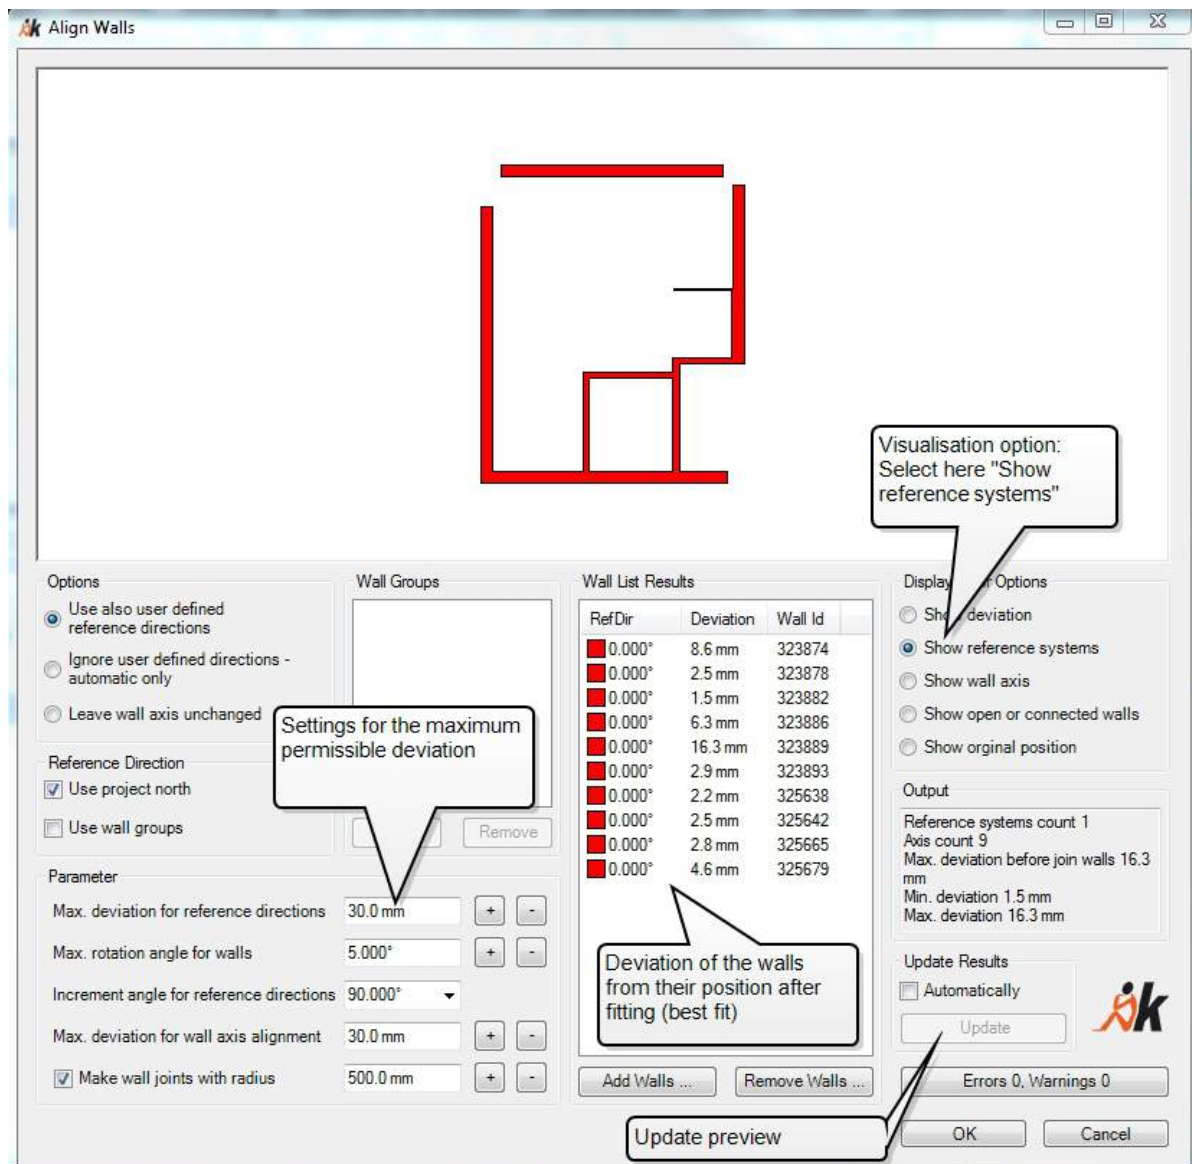 Align Walls
Visualisation option:
Select here "Show
reference systems"
Options
Use also user defined
reference directions
Ignore user defined directions -
automatic only
Leave wall axis unchanged
Reference Direction
Use project north
Use wall groups
Wall Groups
Settings for the maximum
permissible deviation
Remove
Parameter
Max. deviation for reference directions 30.0 mm + -
Max. rotation angle for walls 5.000° + -
Increment angle for reference directions 90.000°
Max. deviation for wall axis alignment 30.0 mm + -
Make wall joints with radius 500.0 mm + -
Wall List Results
RefDir Deviation Wall Id
0.000° 8.6 mm 323874
0.000° 2.5 mm 323878
0.000° 1.5 mm 323882
0.000° 6.3 mm 323886
0.000° 16.3 mm 323889
0.000° 2.9 mm 323893
0.000° 2.2 mm 325638
0.000° 2.5 mm 325642
0.000° 2.8 mm 325665
0.000° 4.6 mm 325679
Deviation of the walls
from their position after
fitting (best fit)
Add Walls ... Remove Walls ...
Options
deviation
Show reference systems
Show wall axis
Show open or connected walls
Show orginal position
Output
Reference systems count 1
Axis count 9
Max. deviation before join walls 16.3
mm
Min. deviation 1.5 mm
Max. deviation 16.3 mm
Update Results
Automatically
Update
k
Errors 0, Warnings 0
Update preview
OK Cancel